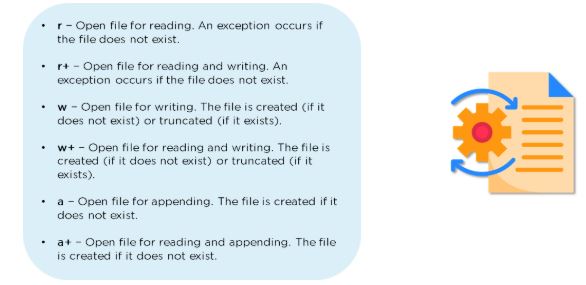 • r – Open file for reading. An exception occurs if
the file does not exist.
• r+ – Open file for reading and writing. An
exception occurs if the file does not exist.
• w – Open file for writing. The file is created (if it
does not exist) or truncated (if it exists).
• w+ – Open file for reading and writing. The file is
created (if it does not exist) or truncated (if it
exists).
• a – Open file for appending. The file is created if it
does not exist.
• a+ – Open file for reading and appending. The file
is created if it does not exist.